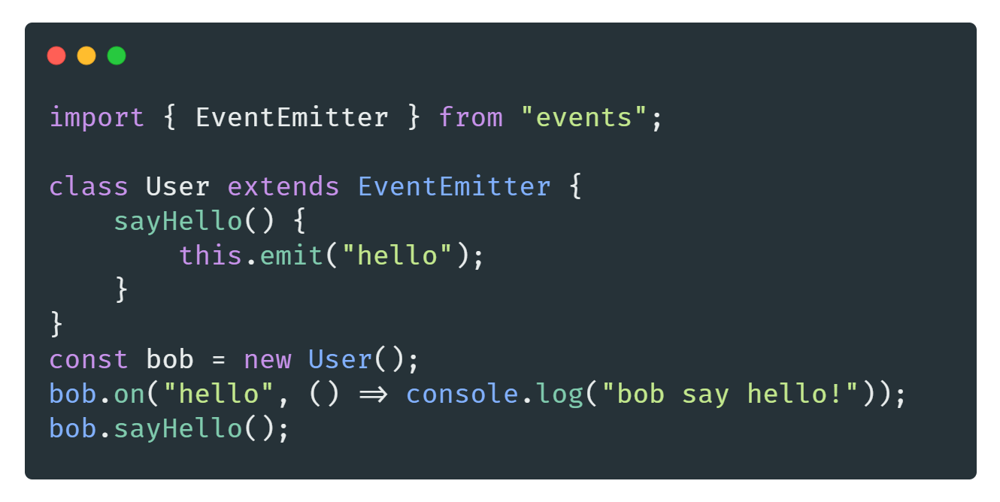 import { EventEmitter } from "events";
class User extends EventEmitter {
    sayHello() {
        this.emit("hello");
    }
}
const bob = new User();
bob.on("hello", () => console.log("bob say hello!"));
bob.sayHello();